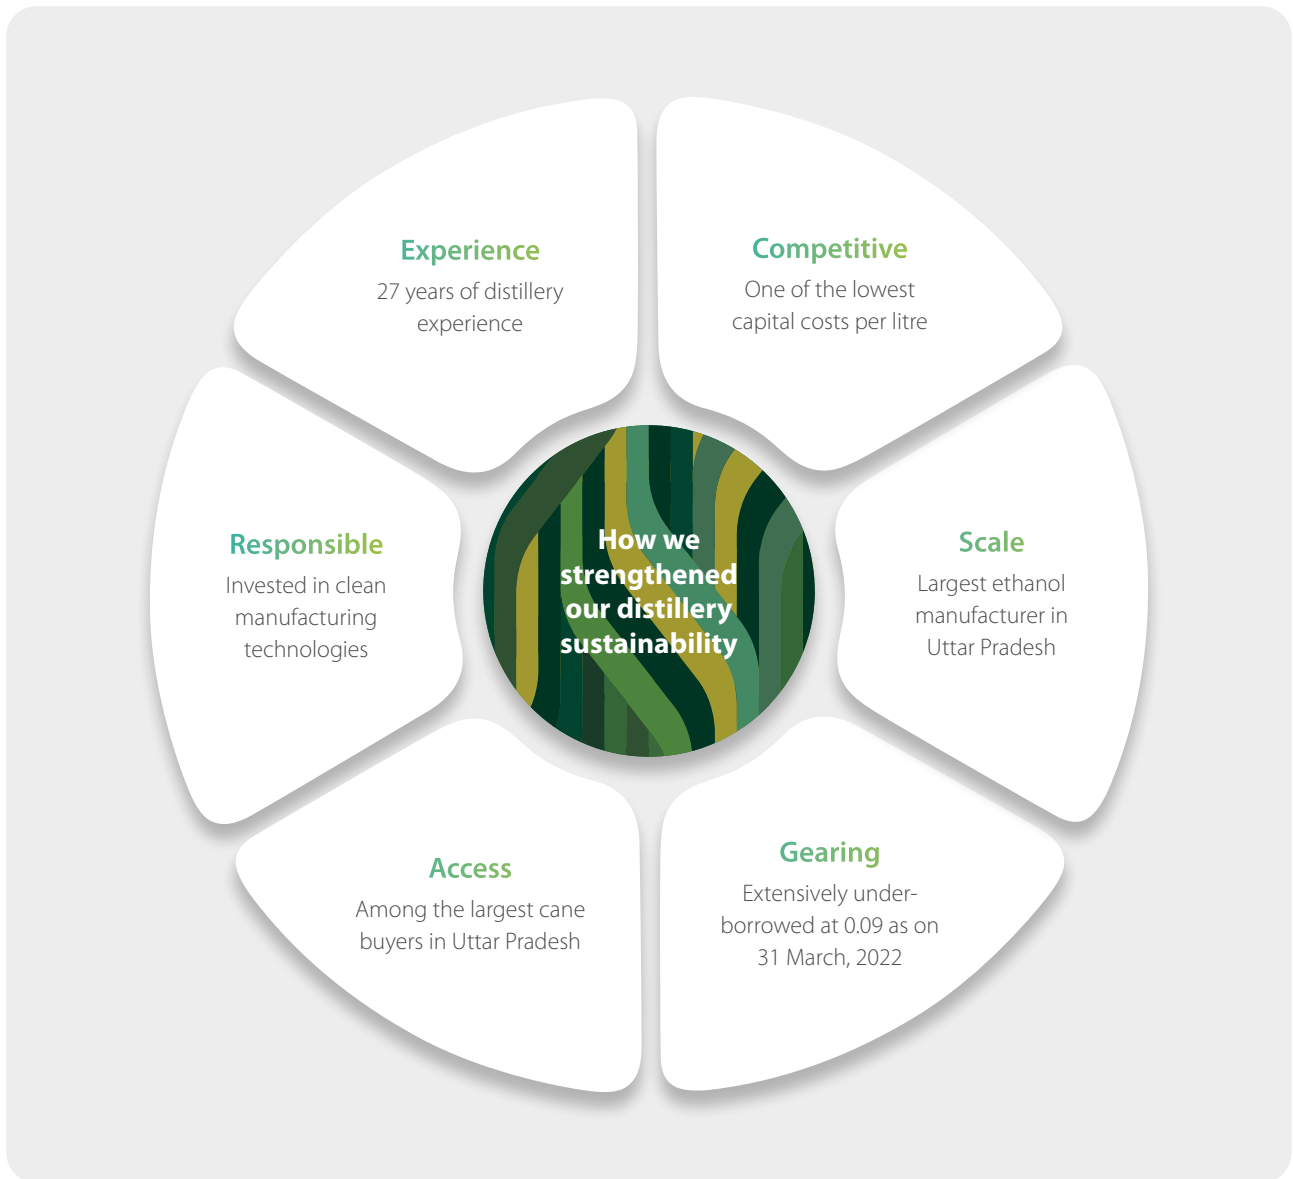 Experience
27 years of distillery
experience
Competitive
One of the lowest
capital costs per litre
Responsible
Invested in clean
manufacturing
technologies
How we
strengthened
our distillery
sustainability
Scale
Largest ethanol
manufacturer in
Uttar Pradesh
Access
Among the largest cane
buyers in Uttar Pradesh
Gearing
Extensively under-
borrowed at 0.09 as on
31 March, 2022